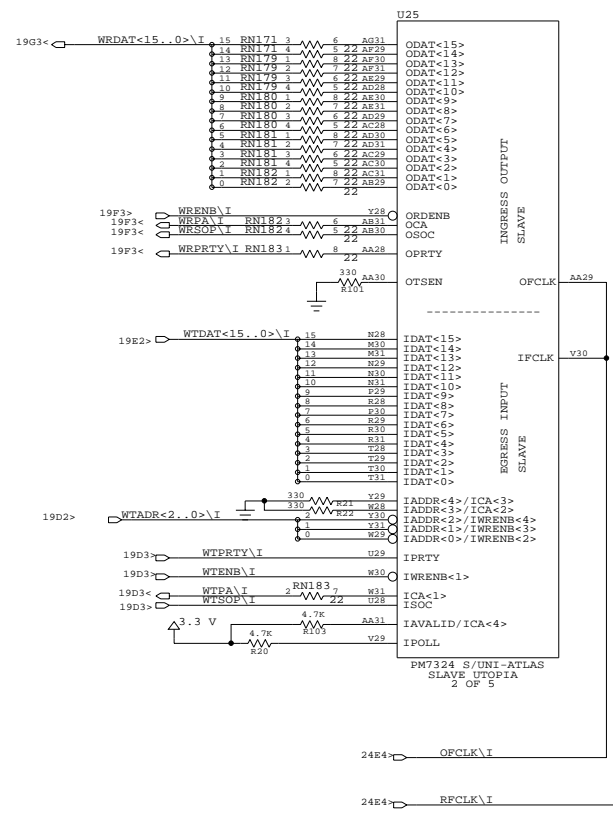 U25
19G3< WRDAT<15..0>\I 15 RN171 3 6 AG31 ODAT<15>
14 RN171 4 5 22 AF29 ODAT<14>
13 RN179 1 8 22 AF30 ODAT<13>
12 RN179 2 7 22 AF31 ODAT<12>
11 RN179 3 6 22 AE29 ODAT<11>
10 RN179 4 5 22 AD28 ODAT<10>
9 RN180 1 8 22 AE30 ODAT<9>
8 RN180 2 7 22 AE31 ODAT<8>
7 RN180 3 6 22 AD29 ODAT<7>
6 RN180 4 5 22 AC28 ODAT<6>
5 RN181 1 8 22 AD30 ODAT<5>
4 RN181 2 7 22 AD31 ODAT<4>
3 RN181 3 6 22 AC29 ODAT<3>
2 RN181 4 5 22 AC30 ODAT<2>
1 RN182 1 8 22 AC31 ODAT<1>
0 RN182 2 7 22 AB29 ODAT<0>
22
INGRESS OUTPUT
SLAVE
19F3> WRENB\I Y28 ORDENB
19F3< WRPA\I RN182 3 6 AB31 OCA
19F3< WRSOP\I RN182 4 5 22 AB30 OSOC
22
19F3< WRPRTY\I RN183 1 8 AA28 OPRTY
22
330 AA30 OTSEN OFCLK AA29
R101
19E2> WTDAT<15..0>\I 15 N28 IDAT<15>
14 M30 IDAT<14>
13 M31 IDAT<13> IFCLK V30
12 N29 IDAT<12>
11 N30 IDAT<11>
10 N31 IDAT<10>
9 P29 IDAT<9>
8 R28 IDAT<8>
7 P30 IDAT<7>
6 R29 IDAT<6>
5 R30 IDAT<5>
4 R31 IDAT<4>
3 T28 IDAT<3>
2 T29 IDAT<2>
1 T30 IDAT<1>
0 T31 IDAT<0>
EGRESS INPUT
SLAVE
330 R21 Y29 IADDR<4>/ICA<3>
330 R22 W28 IADDR<3>/ICA<2>
19D2> WTADR<2..0>\I 2 Y30 IADDR<2>/IWRENB<4>
1 Y31 IADDR<1>/IWRENB<3>
0 W29 IADDR<0>/IWRENB<2>
19D3> WTPRTY\I U29 IPRTY
19D3> WTENB\I W30 IWRENB<1>
19D3< WTPA\I 2 RN183 7 W31 ICA<1>
19D3> WTSOP\I 22 U28 ISOC
3.3 V 4.7K R103 AA31 IAVALID/ICA<4>
4.7K R20 V29 IPOLL
PM7324 S/UNI-ATLAS
SLAVE UTOPIA
2 OF 5
24E4> OFCLK\I
24E4> RFCLK\I